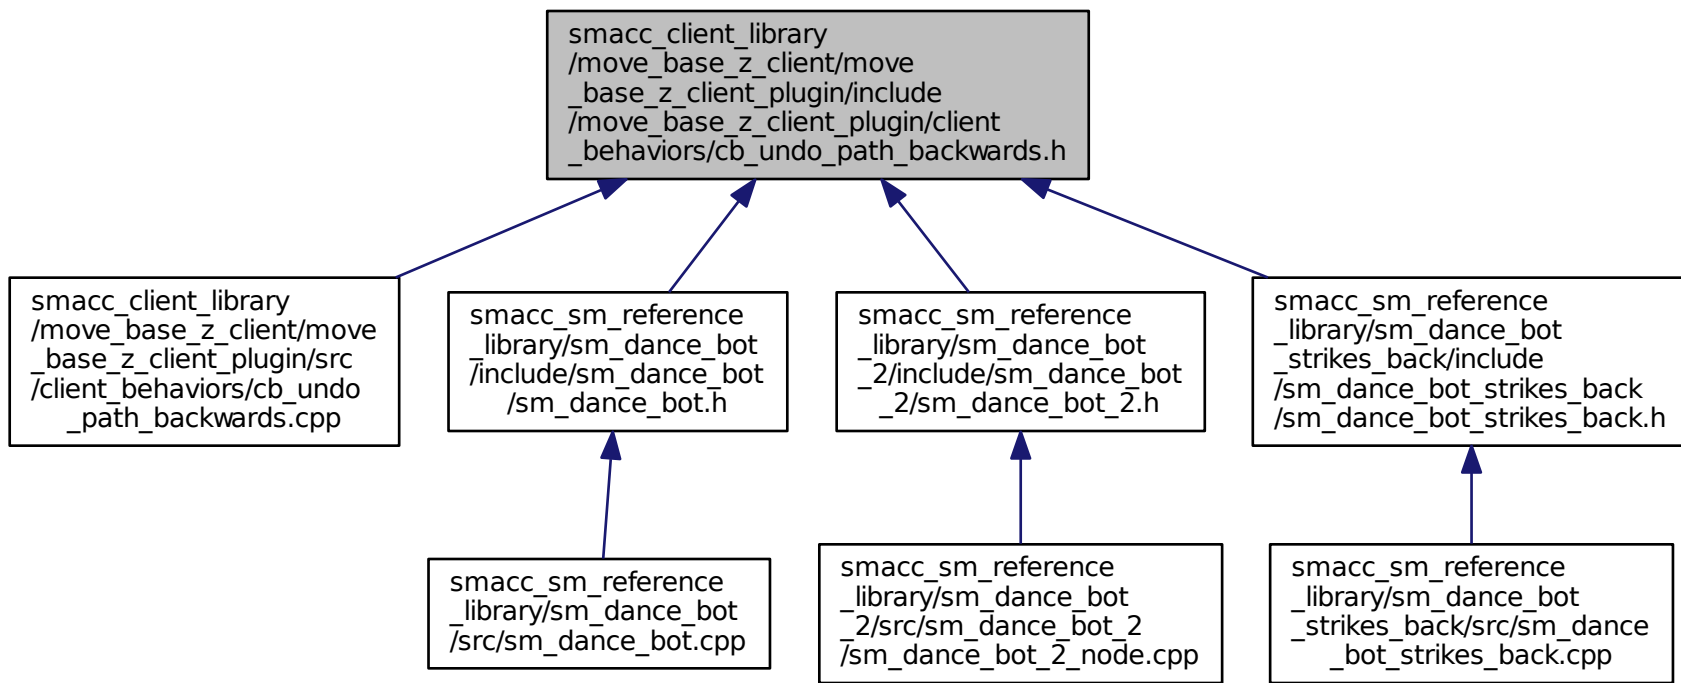 smacc_client_library
/move_base_z_client/move
_base_z_client_plugin/include
/move_base_z_client_plugin/client
_behaviors/cb_undo_path_backwards.h
smacc_client_library
/move_base_z_client/move
_base_z_client_plugin/src
/client_behaviors/cb_undo
_path_backwards.cpp
smacc_sm_reference
_library/sm_dance_bot
/include/sm_dance_bot
/sm_dance_bot.h
smacc_sm_reference
_library/sm_dance_bot
_2/include/sm_dance_bot
_2/sm_dance_bot_2.h
smacc_sm_reference
_library/sm_dance_bot
_strikes_back/include
/sm_dance_bot_strikes_back
/sm_dance_bot_strikes_back.h
smacc_sm_reference
_library/sm_dance_bot
/src/sm_dance_bot.cpp
smacc_sm_reference
_library/sm_dance_bot
_2/src/sm_dance_bot_2
/sm_dance_bot_2_node.cpp
smacc_sm_reference
_library/sm_dance_bot
_strikes_back/src/sm_dance
_bot_strikes_back.cpp